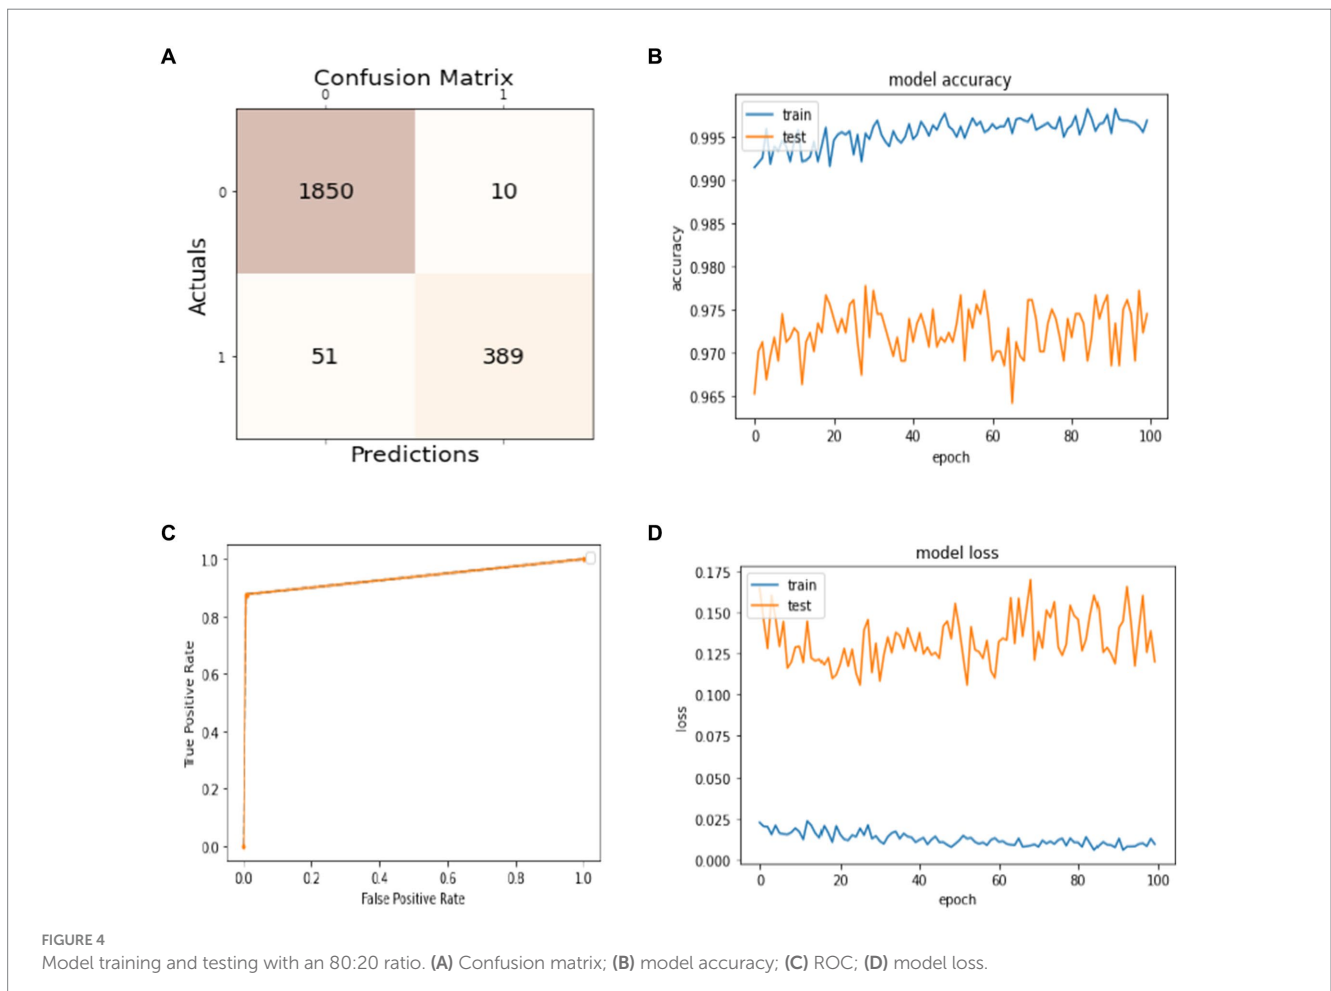 A
Confusion Matrix
0 1
0
1850 10
Actuals
1
51 389
Predictions
B
model accuracy
train
test
0.995
0.990
0.985
0.980
0.975
0.970
0.965
accuracy
0 20 40 60 80 100
epoch
C
1.0
0.8
0.6
0.4
0.2
0.0
True Positive Rate
0.0 0.2 0.4 0.6 0.8 1.0
False Positive Rate
D
model loss
train
test
0.175
0.150
0.125
0.100
0.075
0.050
0.025
0.000
loss
0 20 40 60 80 100
epoch
FIGURE 4
Model training and testing with an 80:20 ratio. (A) Confusion matrix; (B) model accuracy; (C) ROC; (D) model loss.